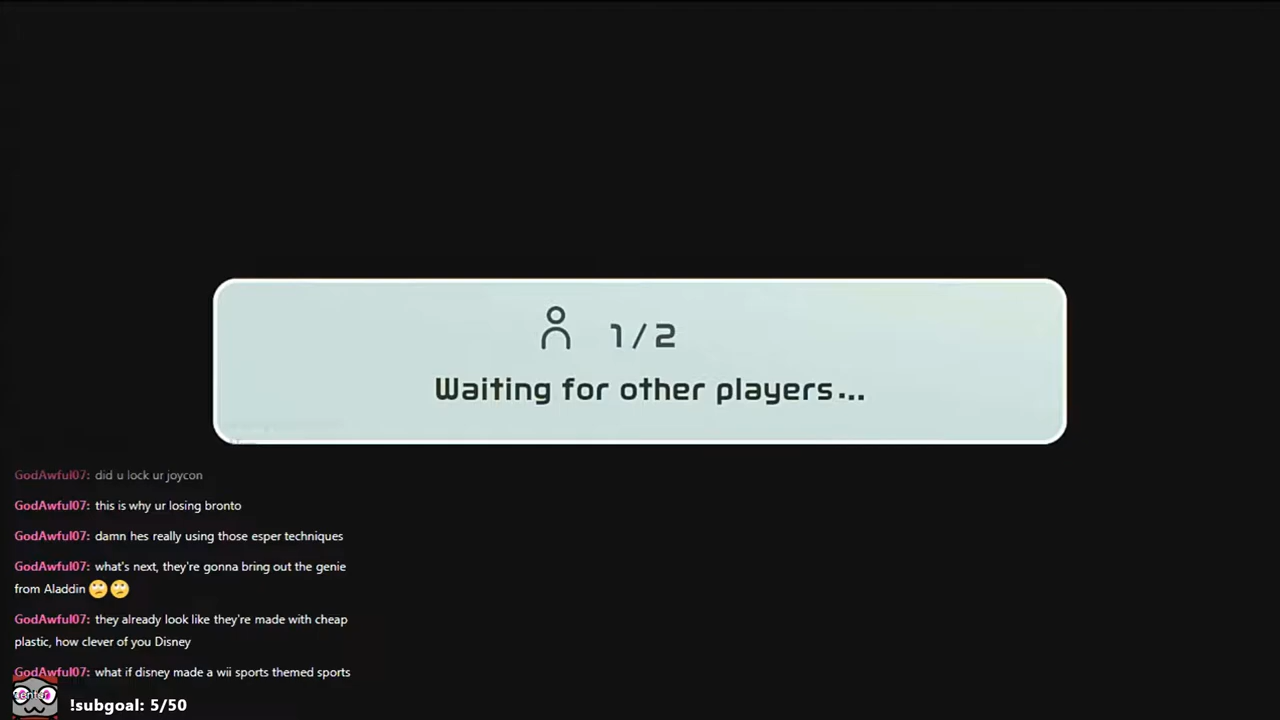 1/2
Waiting for other players...
GodAwful07: did u lock ur joycon
GodAwful07: this is why ur losing bronto
GodAwful07: damn hes really using those esper techniques
GodAwful07: what's next, they're gonna bring out the genie
from Aladdin 🙄🙄
GodAwful07: they already look like they're made with cheap
plastic, how clever of you Disney
GodAwful07: what if disney made a wii sports themed sports
!subgoal: 5/50